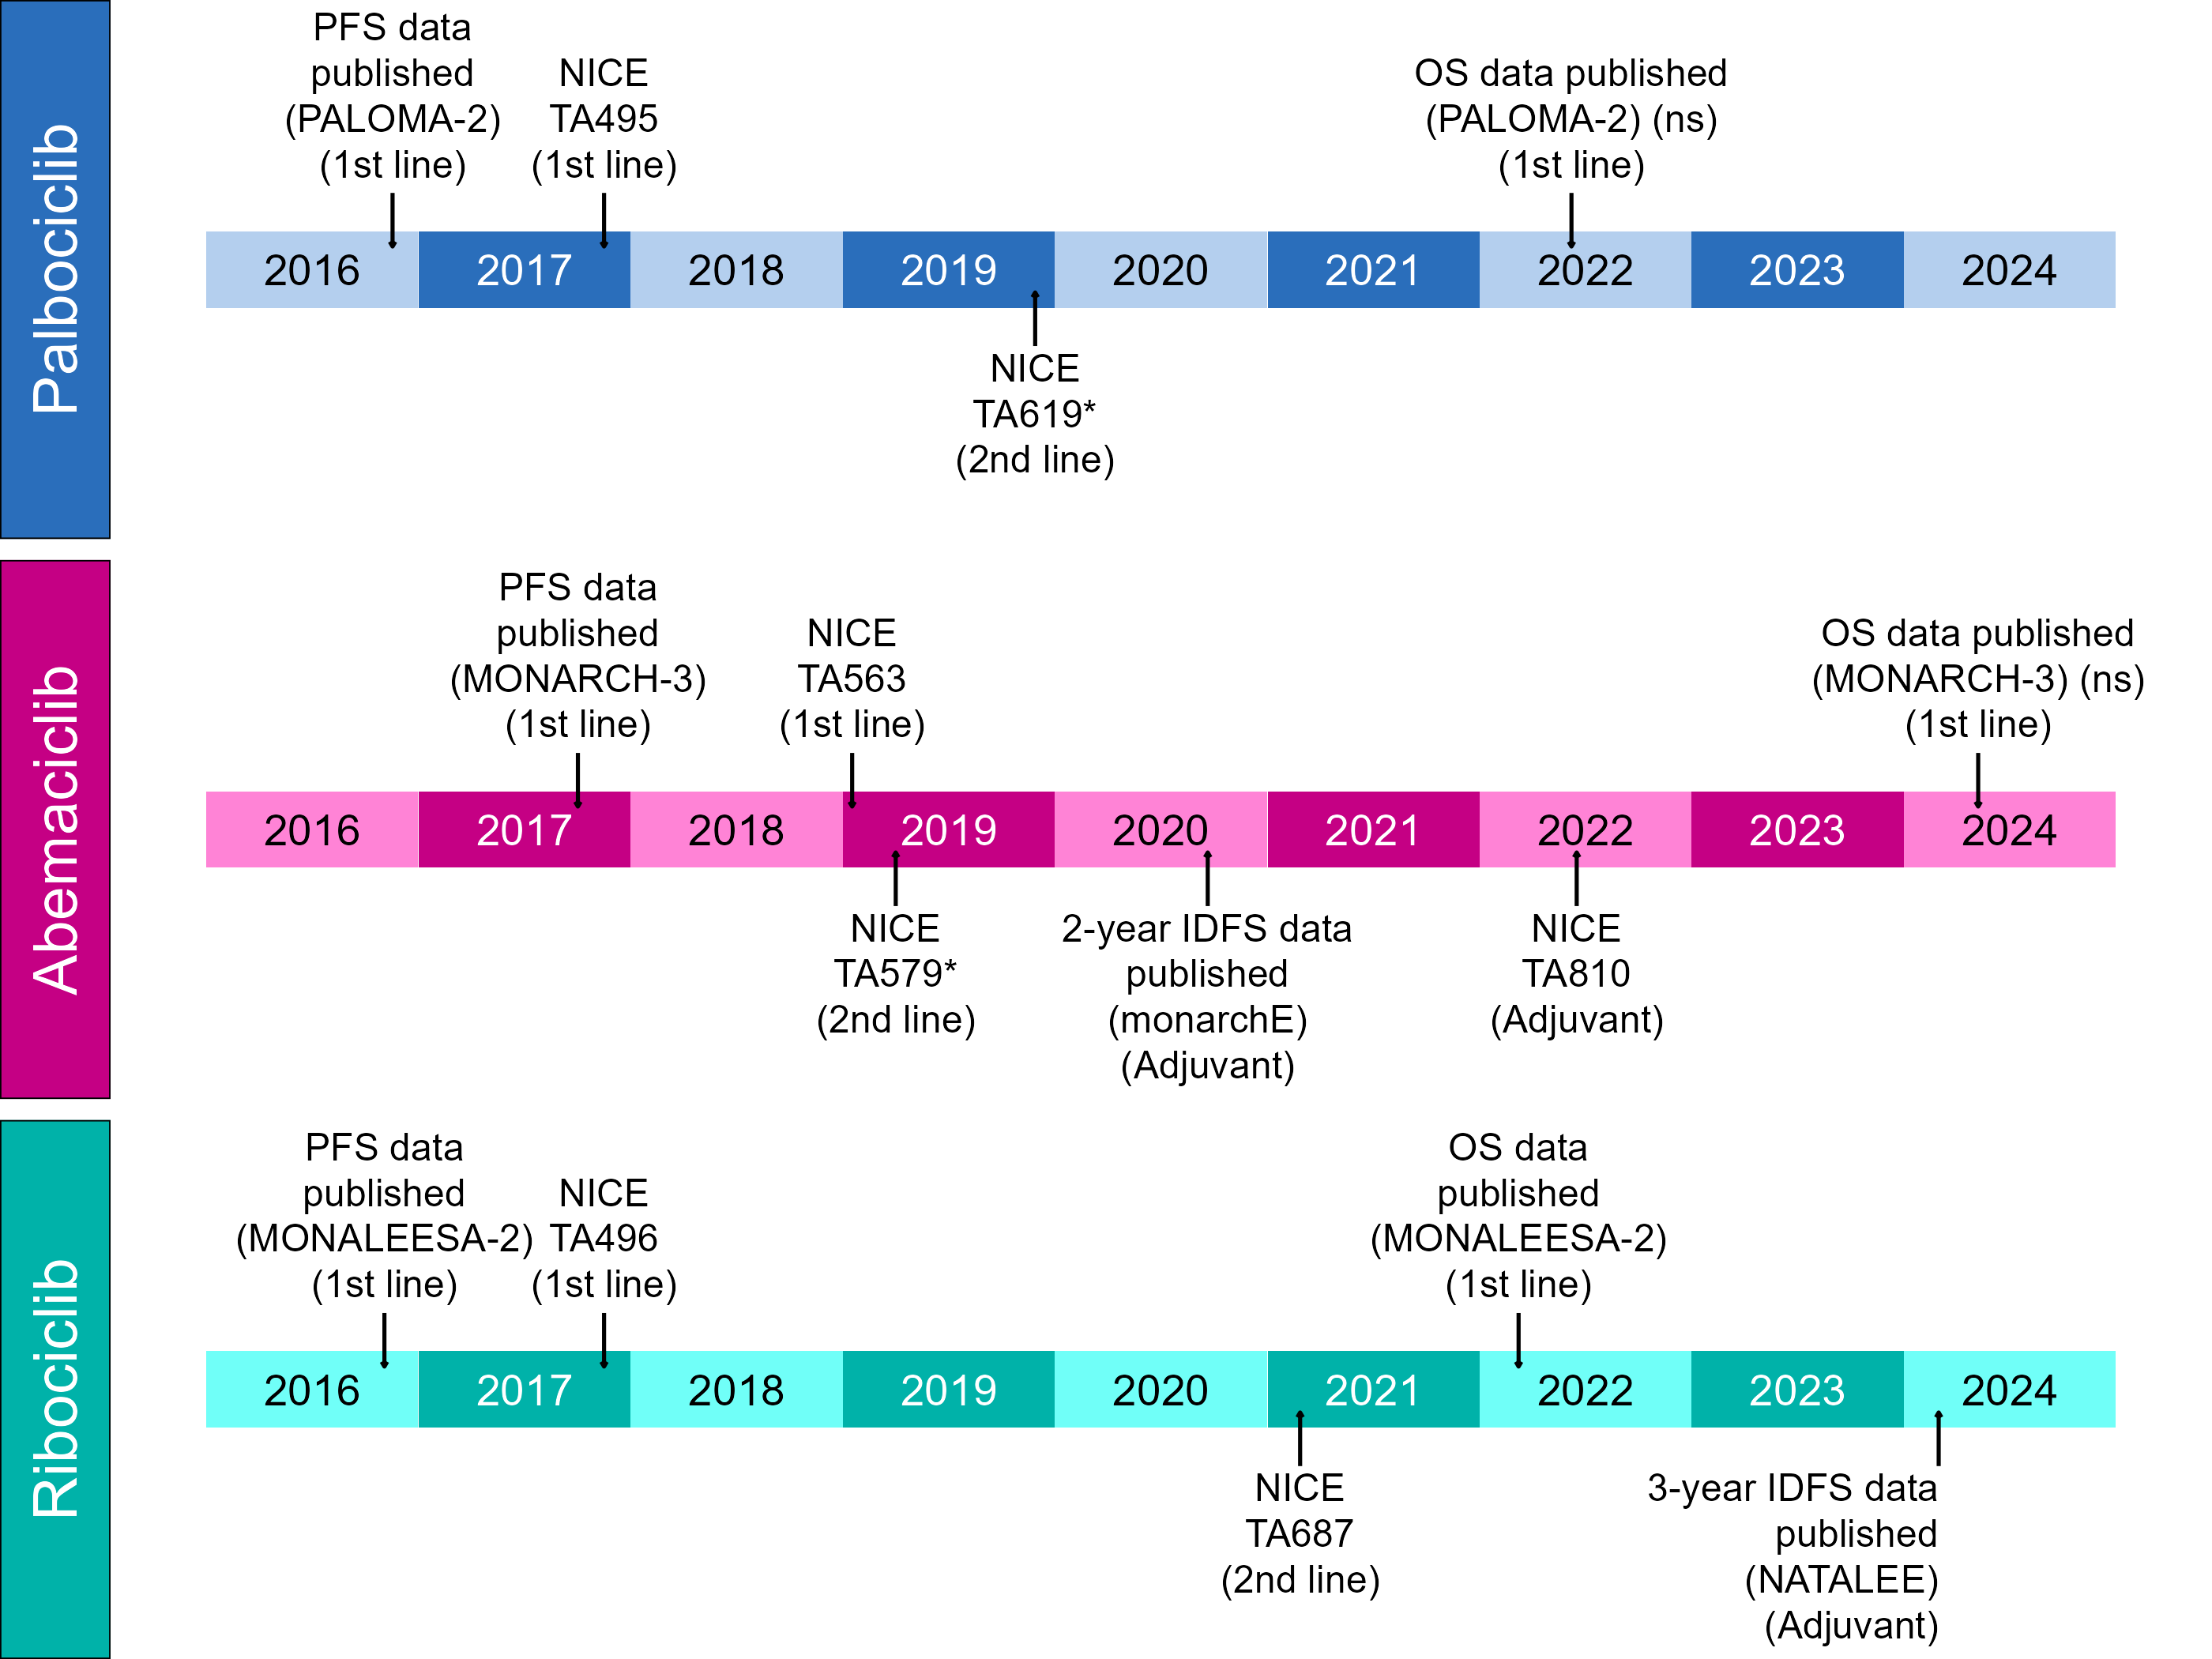 Palbociclib
PFS data
published
(PALOMA-2)
(1st line)
NICE
TA495
(1st line)
OS data published
(PALOMA-2) (ns)
(1st line)
2016
2017
2018
2019
2020
2021
2022
2023
2024
NICE
TA619*
(2nd line)
Abemaciclib
PFS data
published
(MONARCH-3)
(1st line)
NICE
TA563
(1st line)
OS data published
(MONARCH-3) (ns)
(1st line)
2016
2017
2018
2019
2020
2021
2022
2023
2024
NICE
TA579*
(2nd line)
2-year IDFS data
published
(monarchE)
(Adjuvant)
NICE
TA810
(Adjuvant)
Ribociclib
PFS data
published
(MONALEESA-2)
(1st line)
NICE
TA496
(1st line)
OS data
published
(MONALEESA-2)
(1st line)
2016
2017
2018
2019
2020
2021
2022
2023
2024
NICE
TA687
(2nd line)
3-year IDFS data
published
(NATALEE)
(Adjuvant)